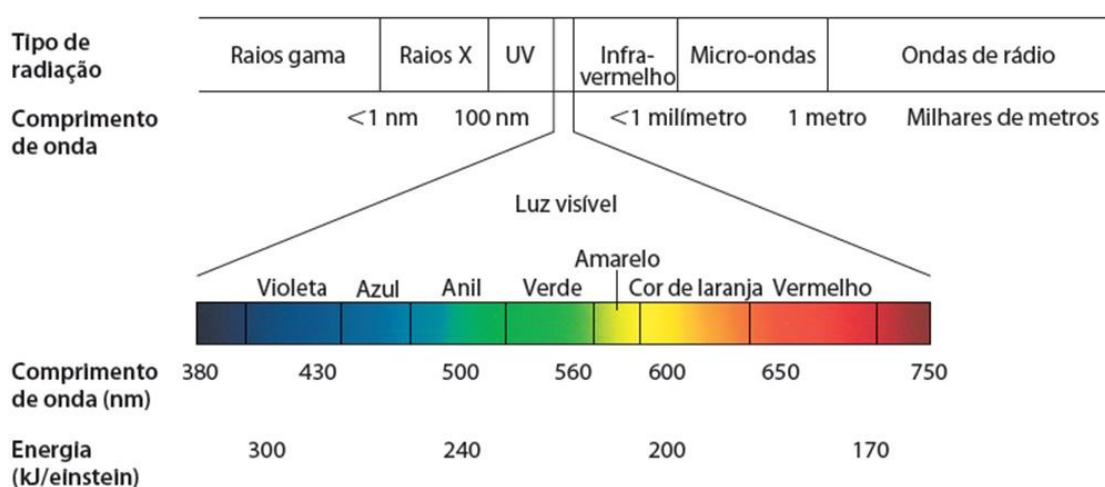 Tipo de radiação
Raios gama
Raios X
UV
Infra-
vermelho
Micro-ondas
Ondas de rádio
Comprimento
de onda
<1 nm
100 nm
<1 milímetro
1 metro
Milhares de metros
Luz visível
Amarelo
Violeta
Azul
Anil
Verde
Cor de laranja
Vermelho
Comprimento
de onda (nm)
380
430
500
560
600
650
750
Energia
(kJ/einstein)
300
240
200
170